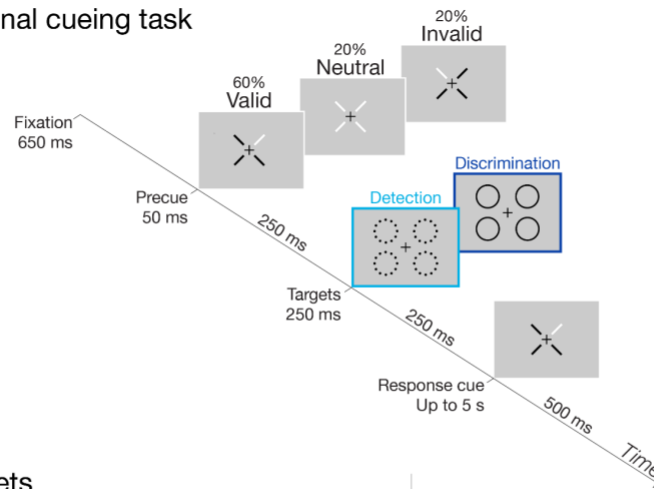 nal cueing task
20%
Invalid
20%
Neutral
60%
Valid
Fixation
650 ms
Discrimination
Precue
50 ms
Detection
250 ms
Targets
250 ms
250 ms
Response cue
Up to 5 s
500 ms
Time
ets